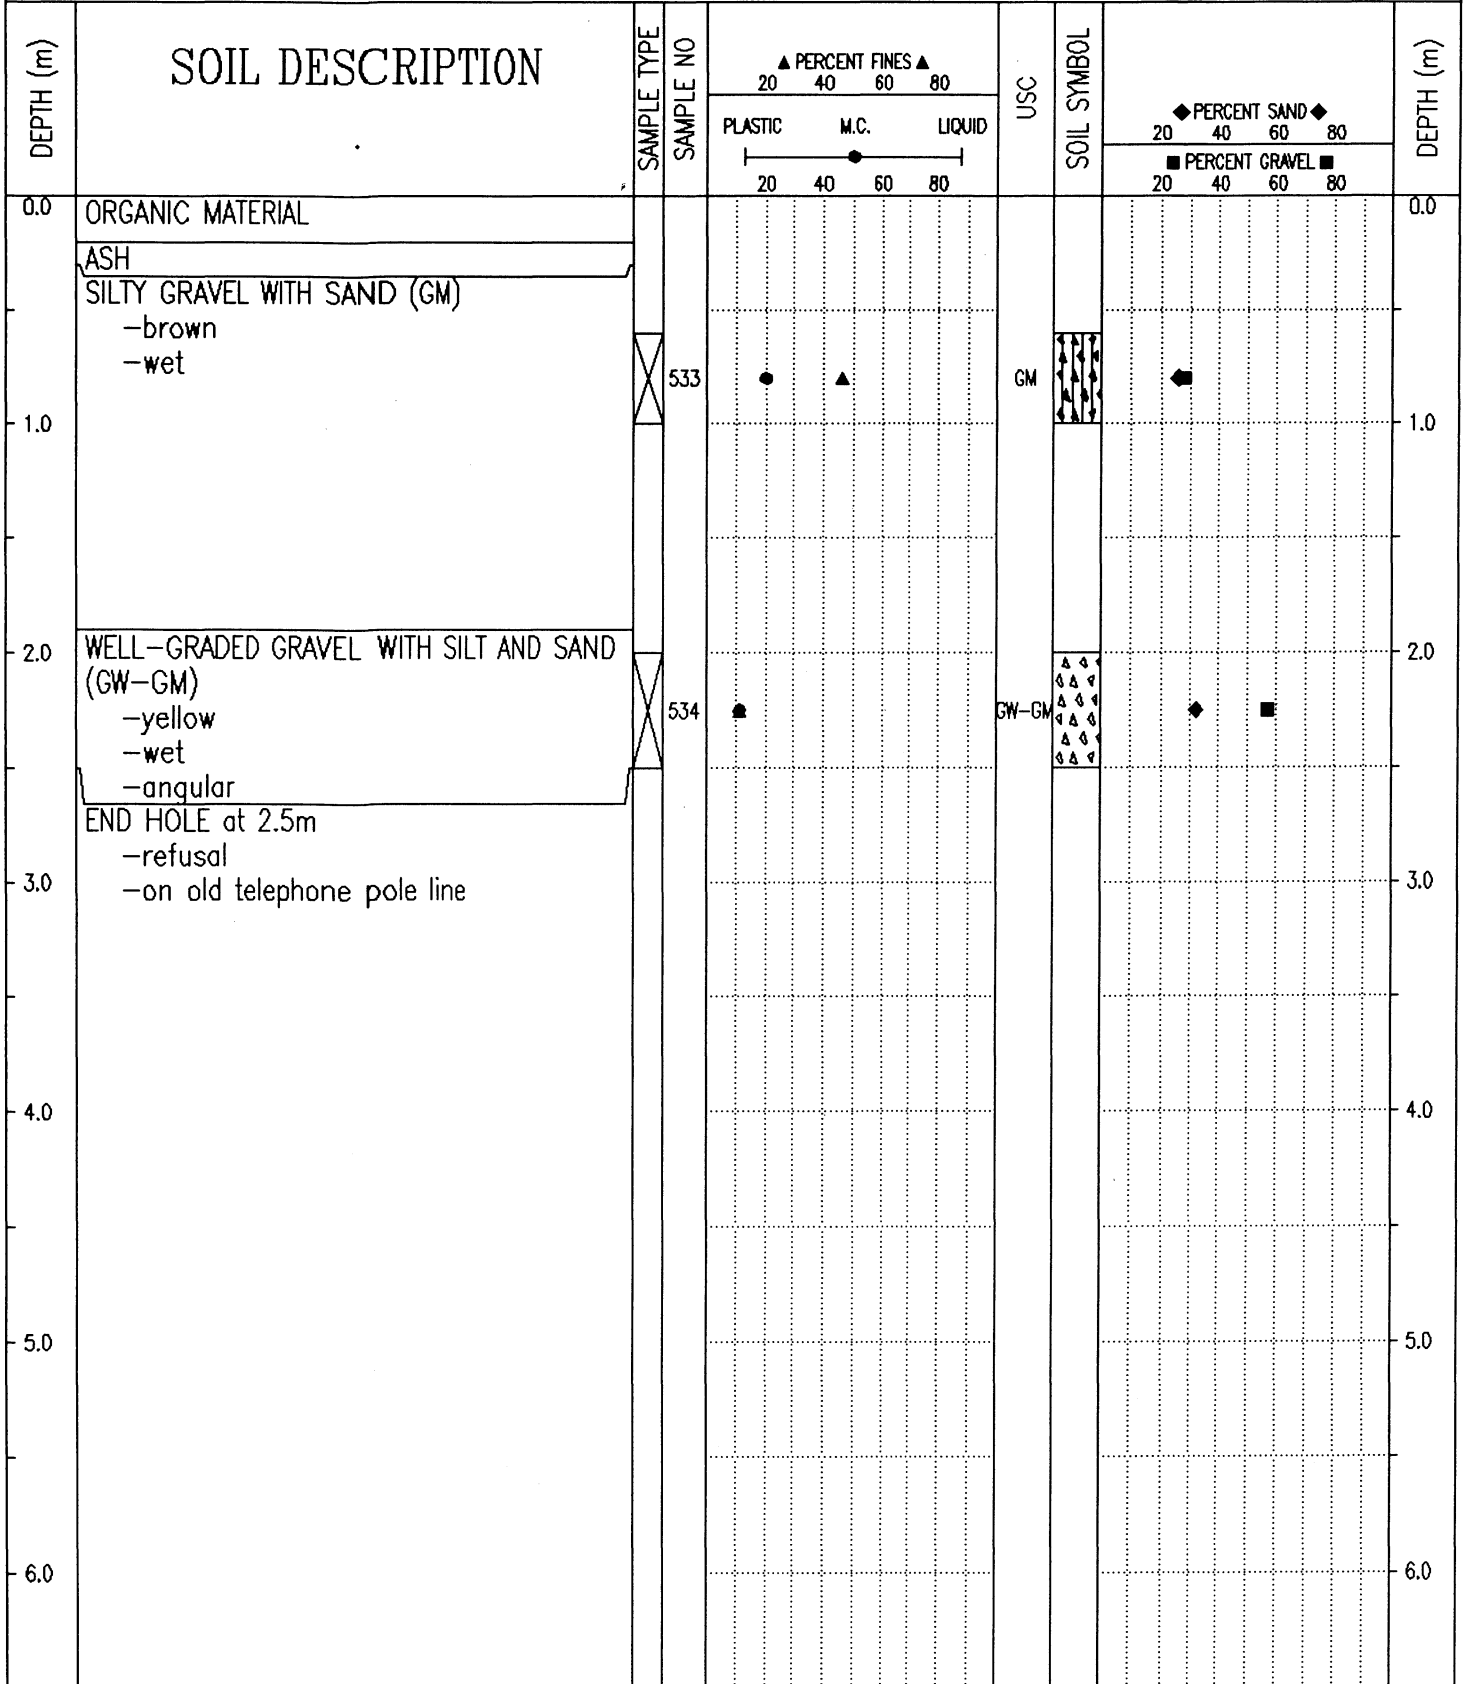 DEPTH (m)
SOIL DESCRIPTION
SAMPLE TYPE
SAMPLE NO
▲ PERCENT FINES ▲
20 40 60 80
PLASTIC M.C. LIQUID
20 40 60 80
USC
SOIL SYMBOL
◆ PERCENT SAND ◆
20 40 60 80
■ PERCENT GRAVEL ■
20 40 60 80
DEPTH (m)
0.0 ORGANIC MATERIAL 0.0
ASH
SILTY GRAVEL WITH SAND (GM)
-brown
-wet
533 GM
1.0 1.0
2.0 WELL-GRADED GRAVEL WITH SILT AND SAND 2.0
(GW-GM)
-yellow
534 GW-GM
-wet
-angular
END HOLE at 2.5m
-refusal
3.0 -on old telephone pole line 3.0
4.0 4.0
5.0 5.0
6.0 6.0